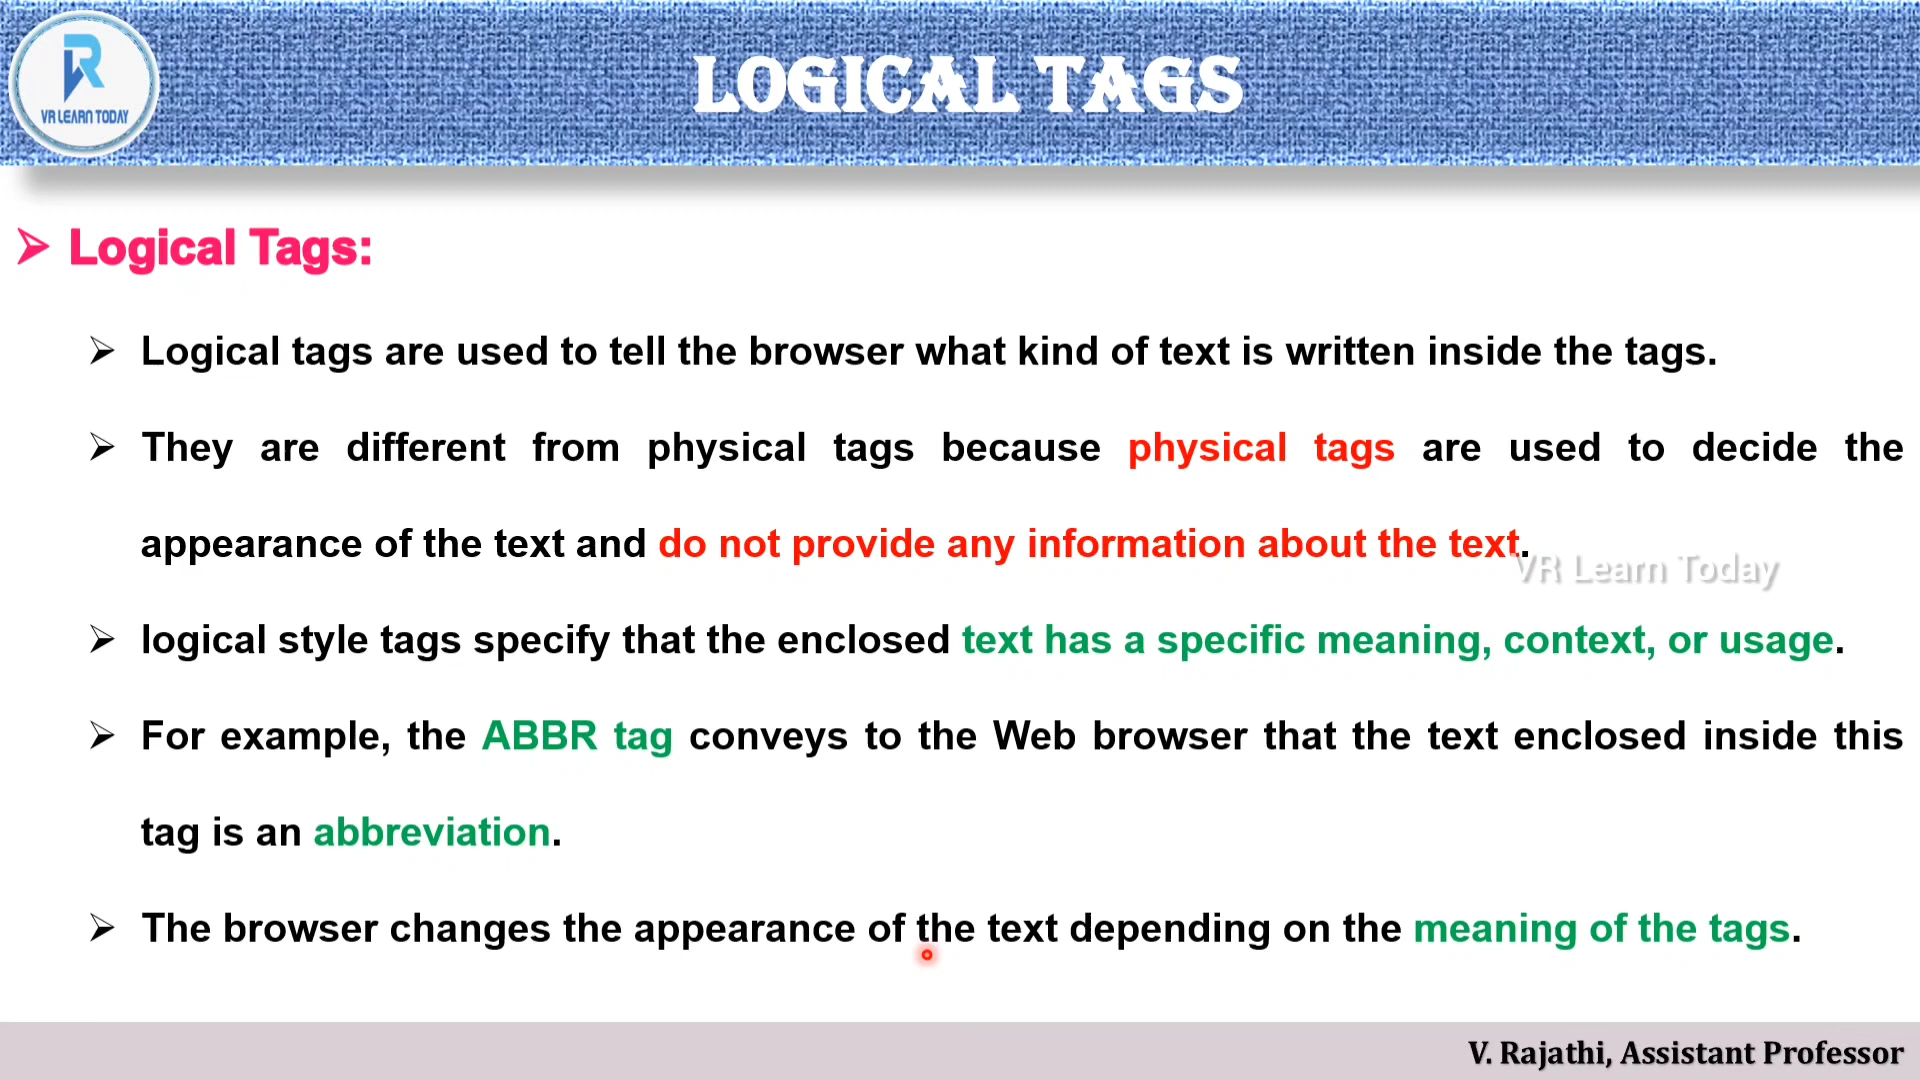 VR LEARN TODAY
LOGICAL TAGS
Logical Tags:
Logical tags are used to tell the browser what kind of text is written inside the tags.
They are different from physical tags because physical tags are used to decide the
appearance of the text and do not provide any information about the text.
VR Learn Today
logical style tags specify that the enclosed text has a specific meaning, context, or usage.
For example, the ABBR tag conveys to the Web browser that the text enclosed inside this
tag is an abbreviation.
The browser changes the appearance of the text depending on the meaning of the tags.
V. Rajathi, Assistant Professor